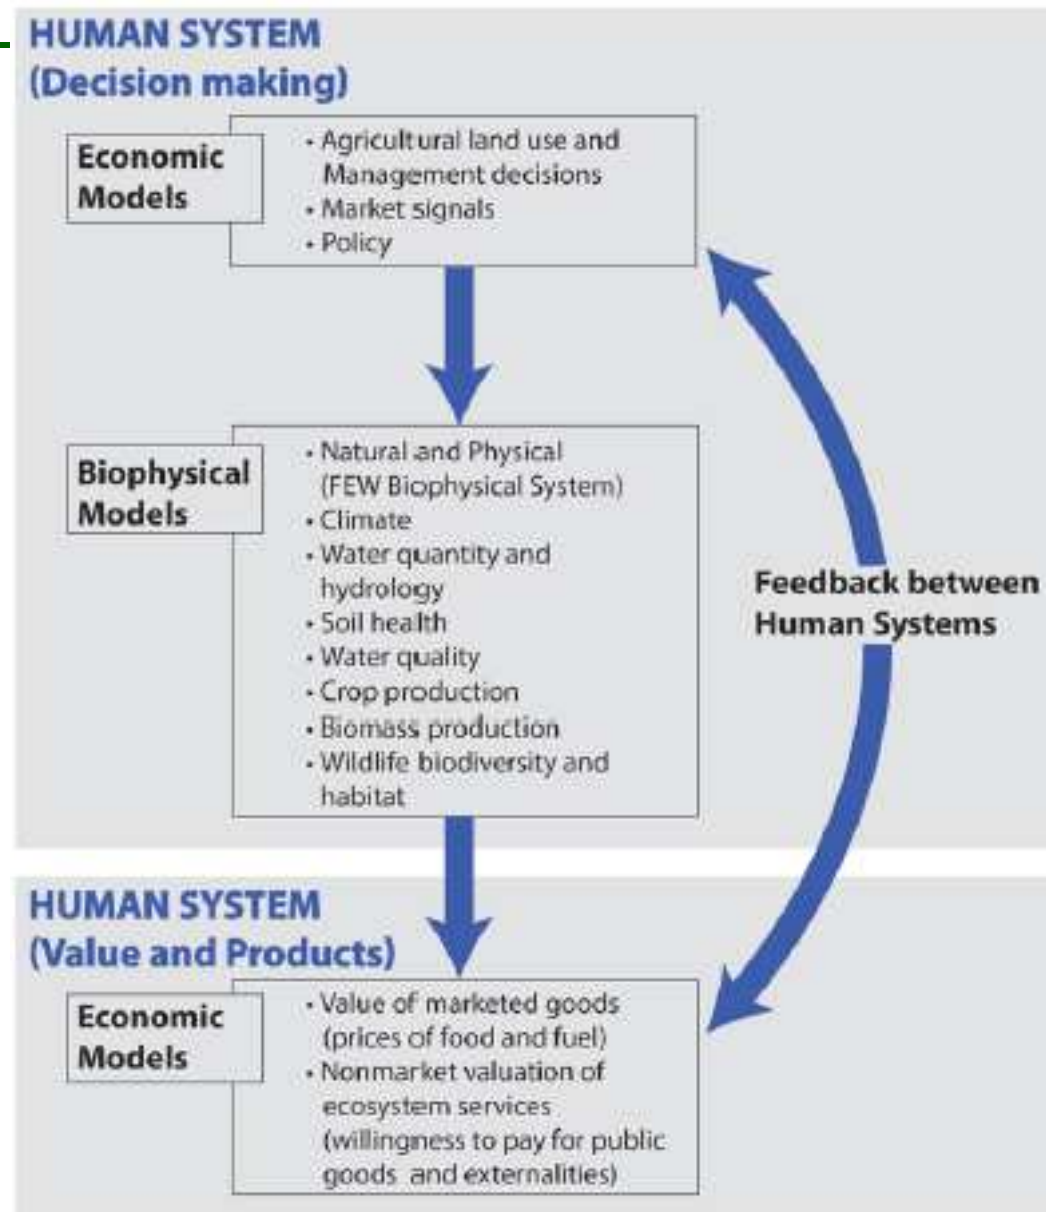 HUMAN SYSTEM
(Decision making)
Economic
Models
• Agricultural land use and
Management decisions
• Market signals
• Policy
Biophysical
Models
• Natural and Physical
(FEW Biophysical System)
• Climate
• Water quantity and
hydrology
• Soil health
• Water quality
• Crop production
• Biomass production
• Wildlife biodiversity and
habitat
Feedback between
Human Systems
HUMAN SYSTEM
(Value and Products)
Economic
Models
• Value of marketed goods
(prices of food and fuel)
• Nonmarket valuation of
ecosystem services
(willingness to pay for public
goods and externalities)